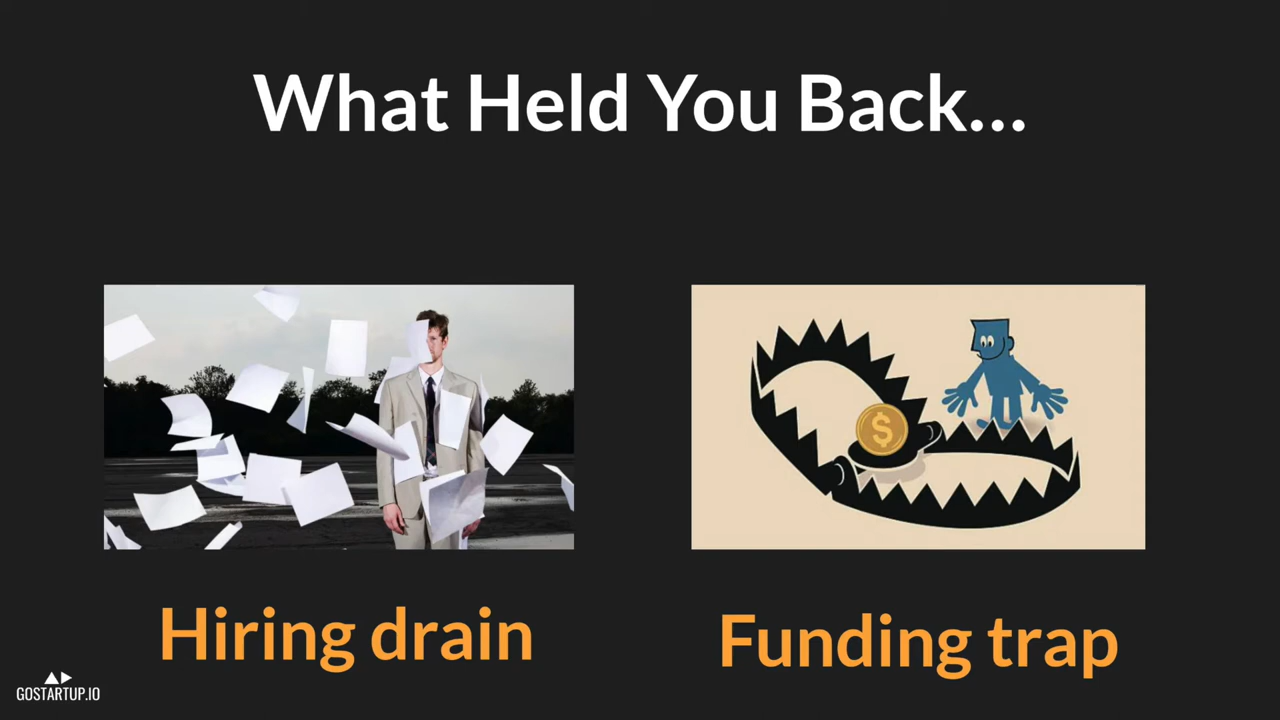 What Held You Back...
$
Hiring drain
Funding trap
GOSTARTUP.IO